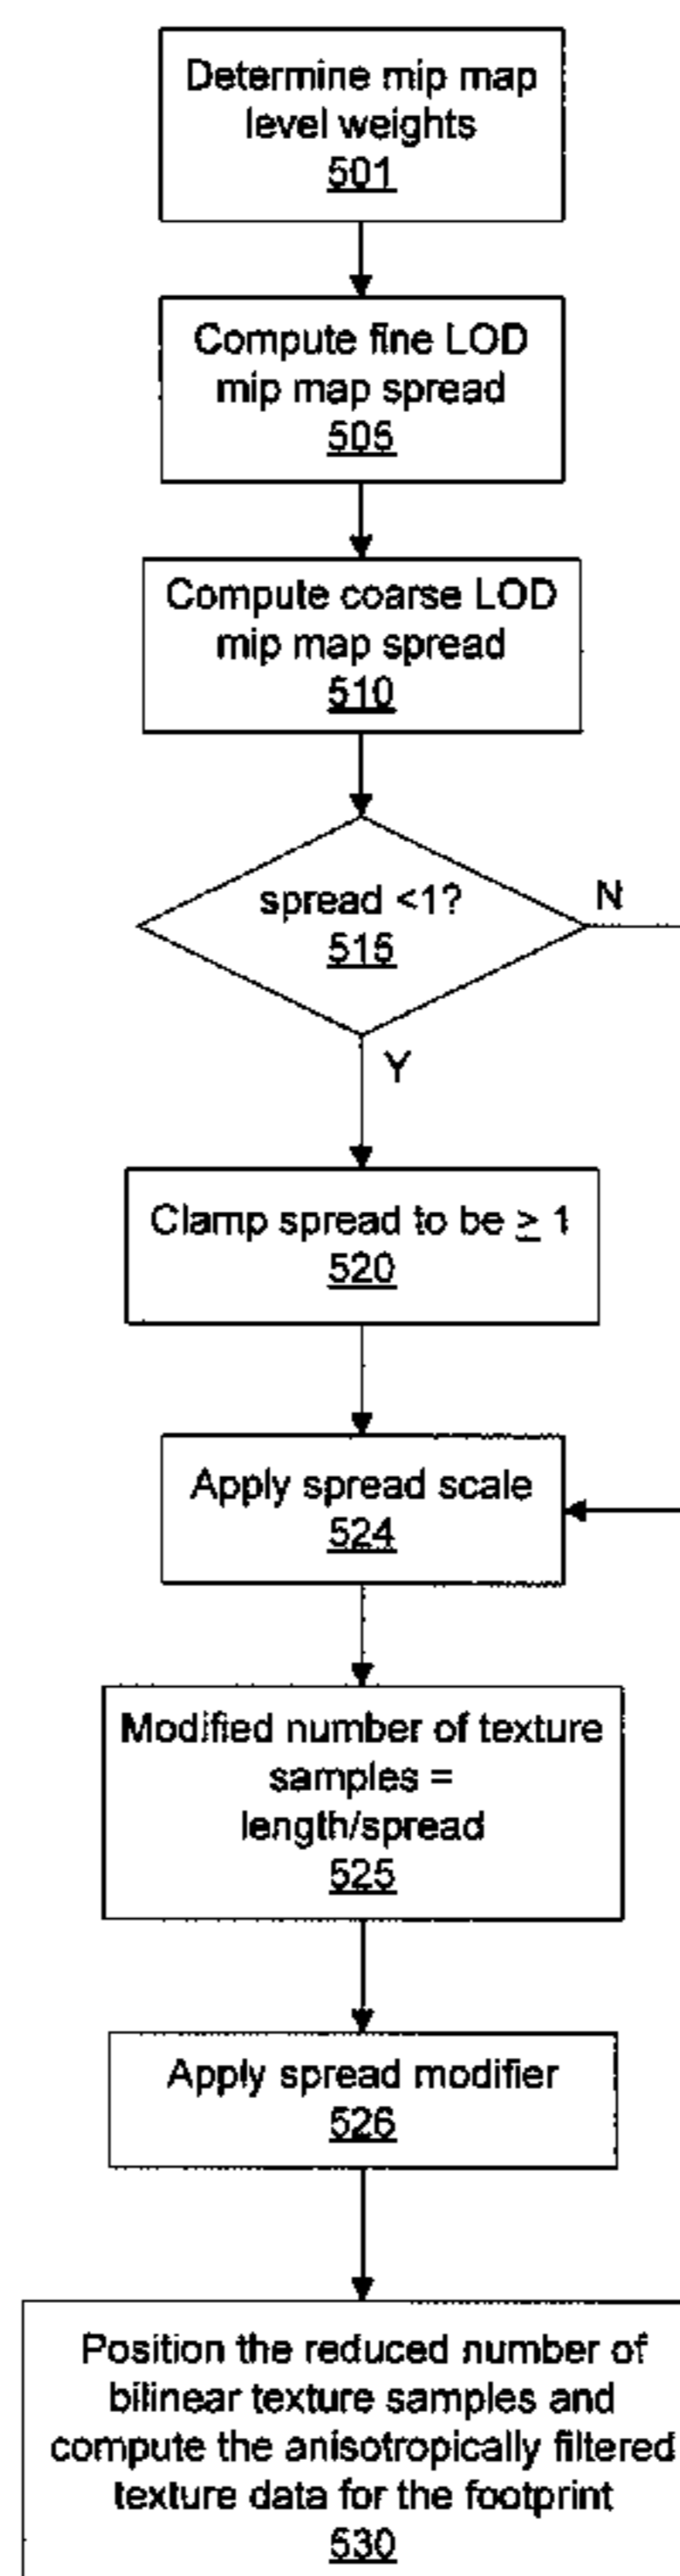 Determine mip map
level weights
501
Compute fine LOD
mip map spread
505
Compute coarse LOD
mip map spread
510
spread <1?
515
N
Y
Clamp spread to be ≥ 1
520
Apply spread scale
524
Modified number of texture
samples =
length/spread
525
Apply spread modifier
526
Position the reduced number of
bilinear texture samples and
compute the anisotropically filtered
texture data for the footprint
530